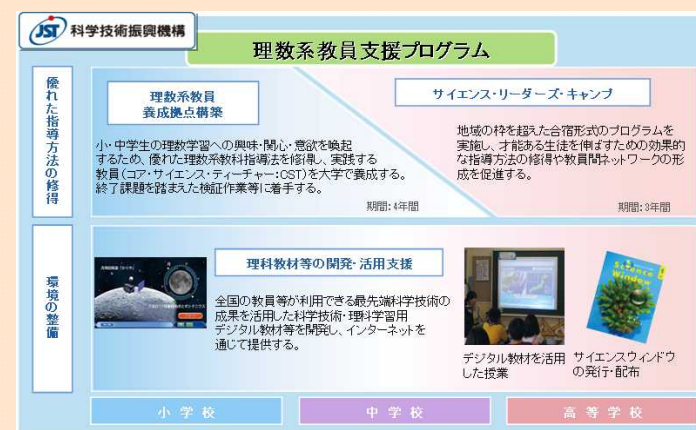 JST 科学技術振興機構
理数系教員支援プログラム
優れた指導方法の修得
理数系教員
養成拠点構築
小・中学生の理数学習への興味・関心・意欲を喚起
するため、優れた理数系教科指導法を修得し、実践する
教員(コア・サイエンス・ティーチャー:CST)を大学で養成する。
終了課題を踏まえた検証作業等に着手する。
期間:4年間
サイエンス・リーダーズ・キャンプ
地域の枠を超えた合宿形式のプログラムを
実施し、才能ある生徒を伸ばすための効果的
な指導方法の修得や教員間ネットワークの形
成を促進する。
期間:3年間
環境の整備
理科教材等の開発・活用支援
全国の教員等が利用できる最先端科学技術の
成果を活用した科学技術・理科学習用
デジタル教材等を開発し、インターネットを
通じて提供する。
Science
Window
デジタル教材を活用
した授業
サイエンスウィンドウ
の発行・配布
小学校
中学校
高等学校